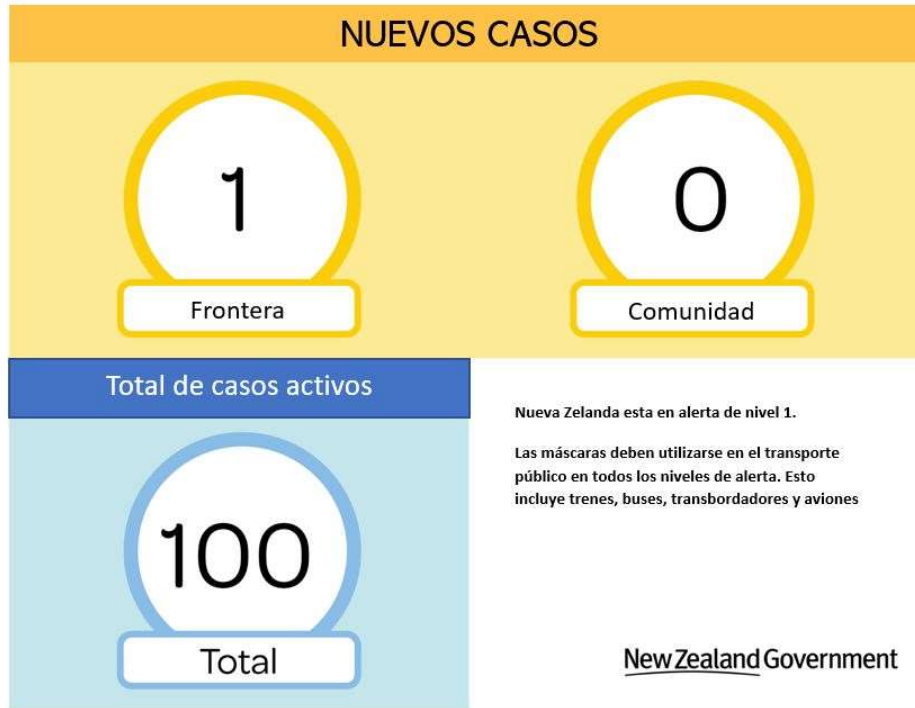 NUEVOS CASOS
1
Frontera
0
Comunidad
Total de casos activos
100
Total
Nueva Zelanda esta en alerta de nivel 1.
Las máscaras deben utilizarse en el transporte
público en todos los niveles de alerta. Esto
incluye trenes, buses, transbordadores y aviones
New Zealand Government